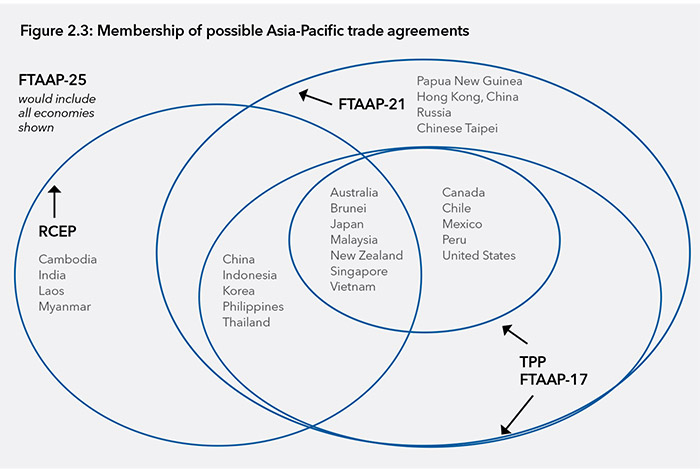 Figure 2.3: Membership of possible Asia-Pacific trade agreements
FTAAP-25
would include
all economies
shown
FTAAP-21
Papua New Guinea
Hong Kong, China
Russia
Chinese Taipei
RCEP
Cambodia
India
Laos
Myanmar
China
Indonesia
Korea
Philippines
Thailand
Australia
Brunei
Japan
Malaysia
New Zealand
Singapore
Vietnam
Canada
Chile
Mexico
Peru
United States
TPP
FTAAP-17